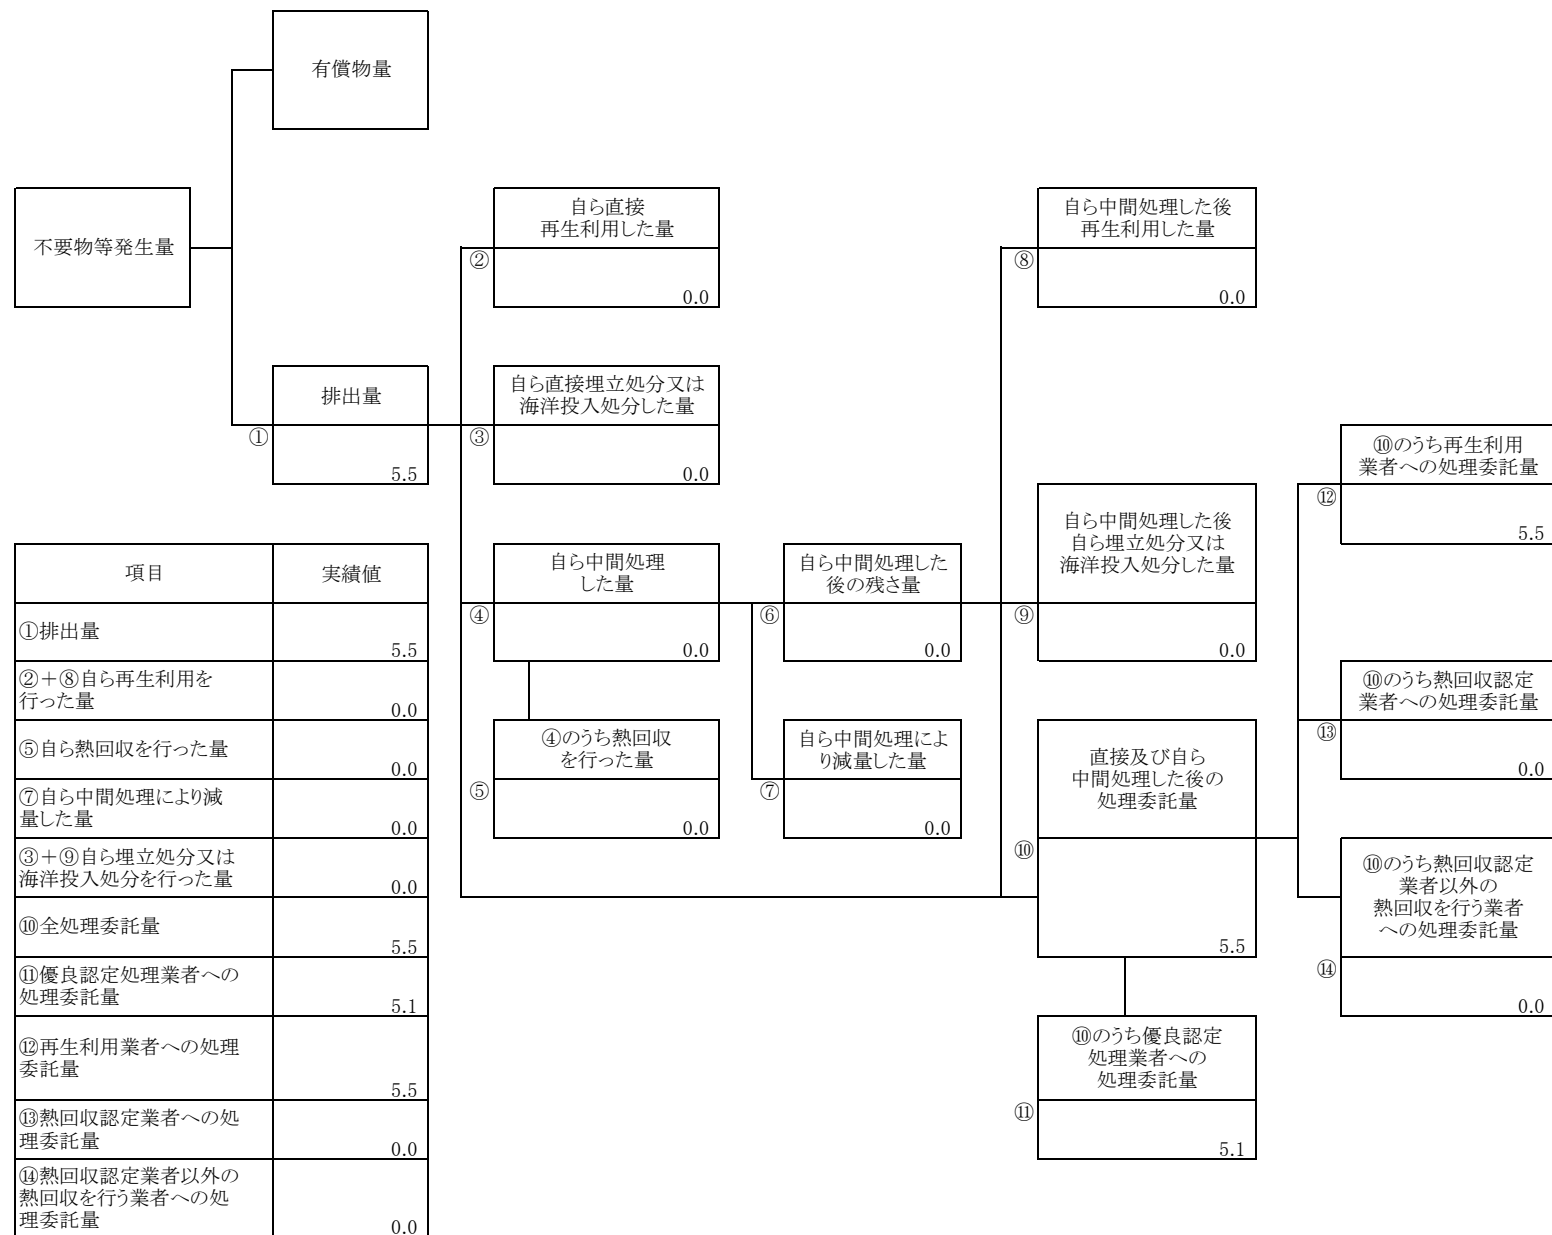 有償物量
不要物等発生量
自ら直接
再生利用した量
②
0.0
自ら中間処理した後
再生利用した量
⑧
0.0
排出量
①
5.5
自ら直接埋立処分又は
海洋投入処分した量
③
0.0
⑩のうち再生利用
業者への処理委託量
⑫
5.5
自ら中間処理
した量
④
0.0
自ら中間処理した
後の残さ量
⑥
0.0
自ら中間処理した後
自ら埋立処分又は
海洋投入処分した量
⑨
0.0
⑩のうち熱回収認定
業者への処理委託量
⑬
0.0
④のうち熱回収
を行った量
⑤
0.0
自ら中間処理によ
り減量した量
⑦
0.0
直接及び自ら
中間処理した後の
処理委託量
⑩
5.5
⑩のうち熱回収認定
業者以外の
熱回収を行う業者
への処理委託量
⑭
0.0
⑩のうち優良認定
処理業者への
処理委託量
⑪
5.1
項目 実績値
①排出量
5.5
②+⑧自ら再生利用を
行った量
0.0
⑤自ら熱回収を行った量
0.0
⑦自ら中間処理により減
量した量
0.0
③+⑨自ら埋立処分又は
海洋投入処分を行った量
0.0
⑩全処理委託量
5.5
⑪優良認定処理業者への
処理委託量
5.1
⑫再生利用業者への処理
委託量
5.5
⑬熱回収認定業者への処
理委託量
0.0
⑭熱回収認定業者以外の
熱回収を行う業者への処
理委託量
0.0